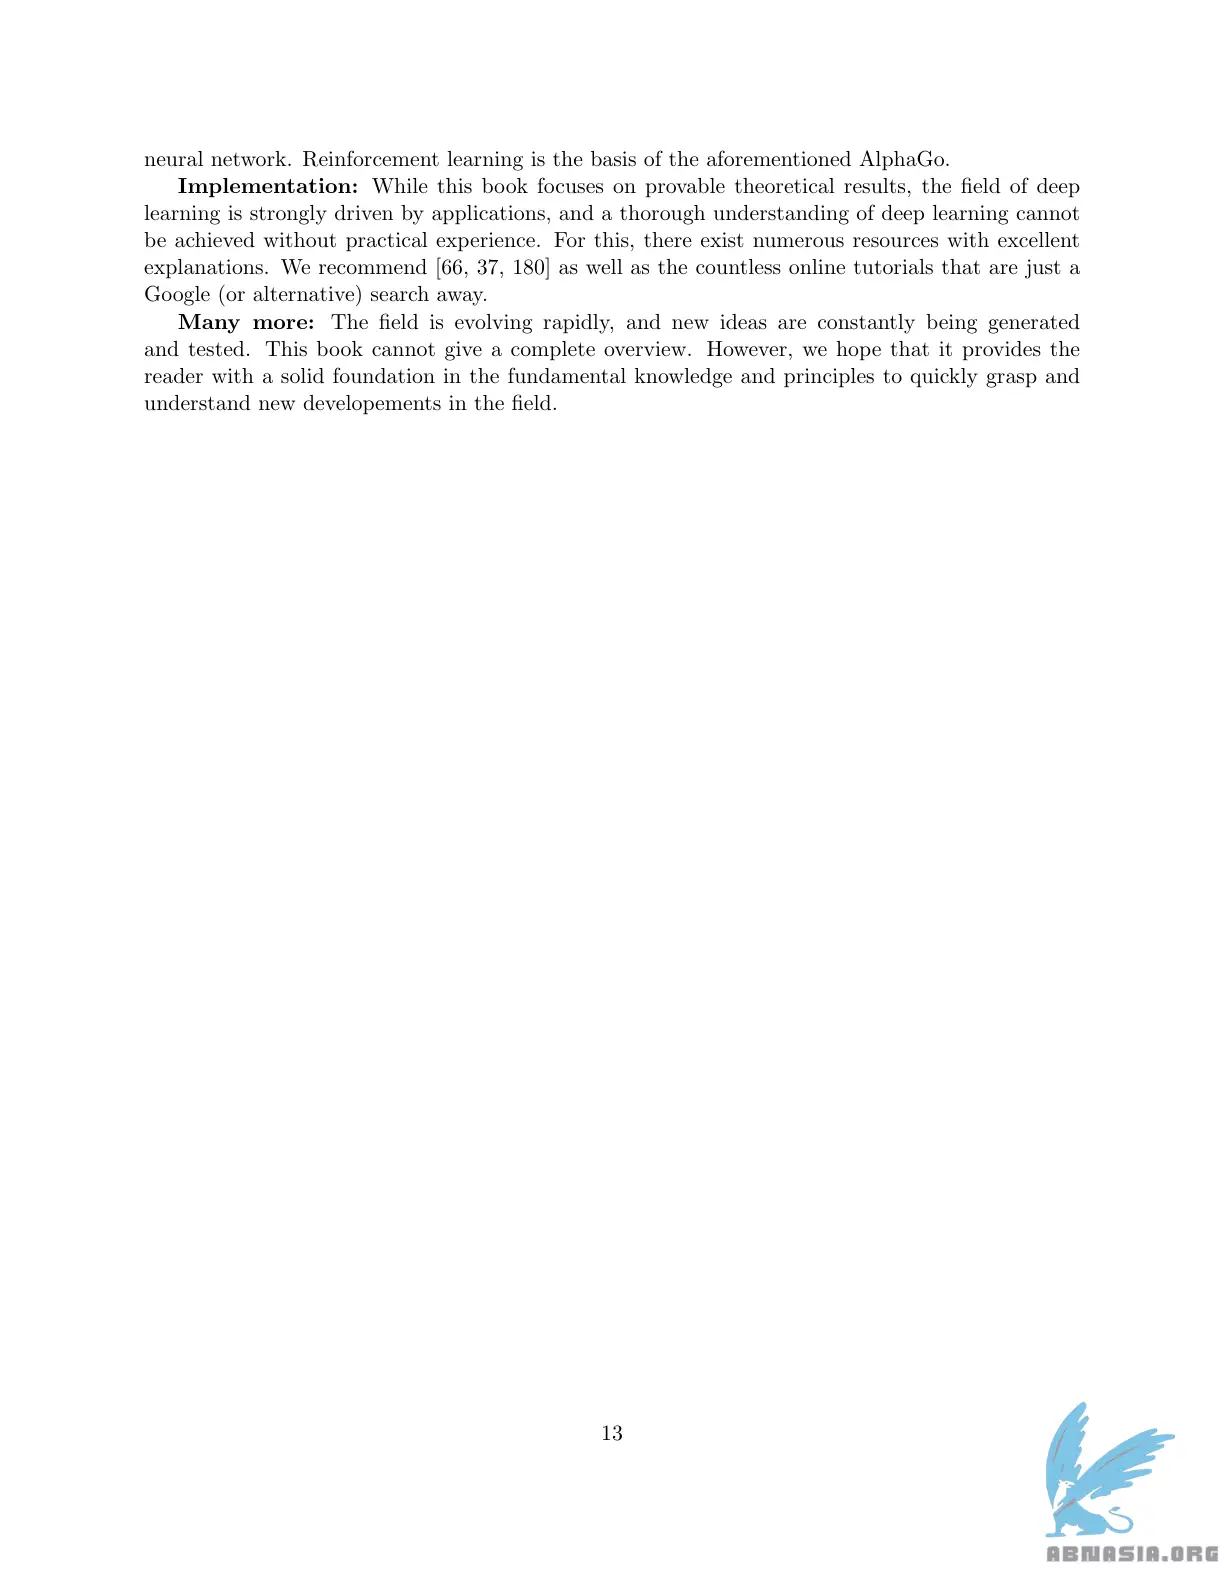 neural network. Reinforcement learning is the basis of the aforementioned AlphaGo.
Implementation: While this book focuses on provable theoretical results, the field of deep
learning is strongly driven by applications, and a thorough understanding of deep learning cannot
be achieved without practical experience. For this, there exist numerous resources with excellent
explanations. We recommend [66, 37, 180] as well as the countless online tutorials that are just a
Google (or alternative) search away.
Many more: The field is evolving rapidly, and new ideas are constantly being generated
and tested. This book cannot give a complete overview. However, we hope that it provides the
reader with a solid foundation in the fundamental knowledge and principles to quickly grasp and
understand new developements in the field.
13
ABNASIA.ORG